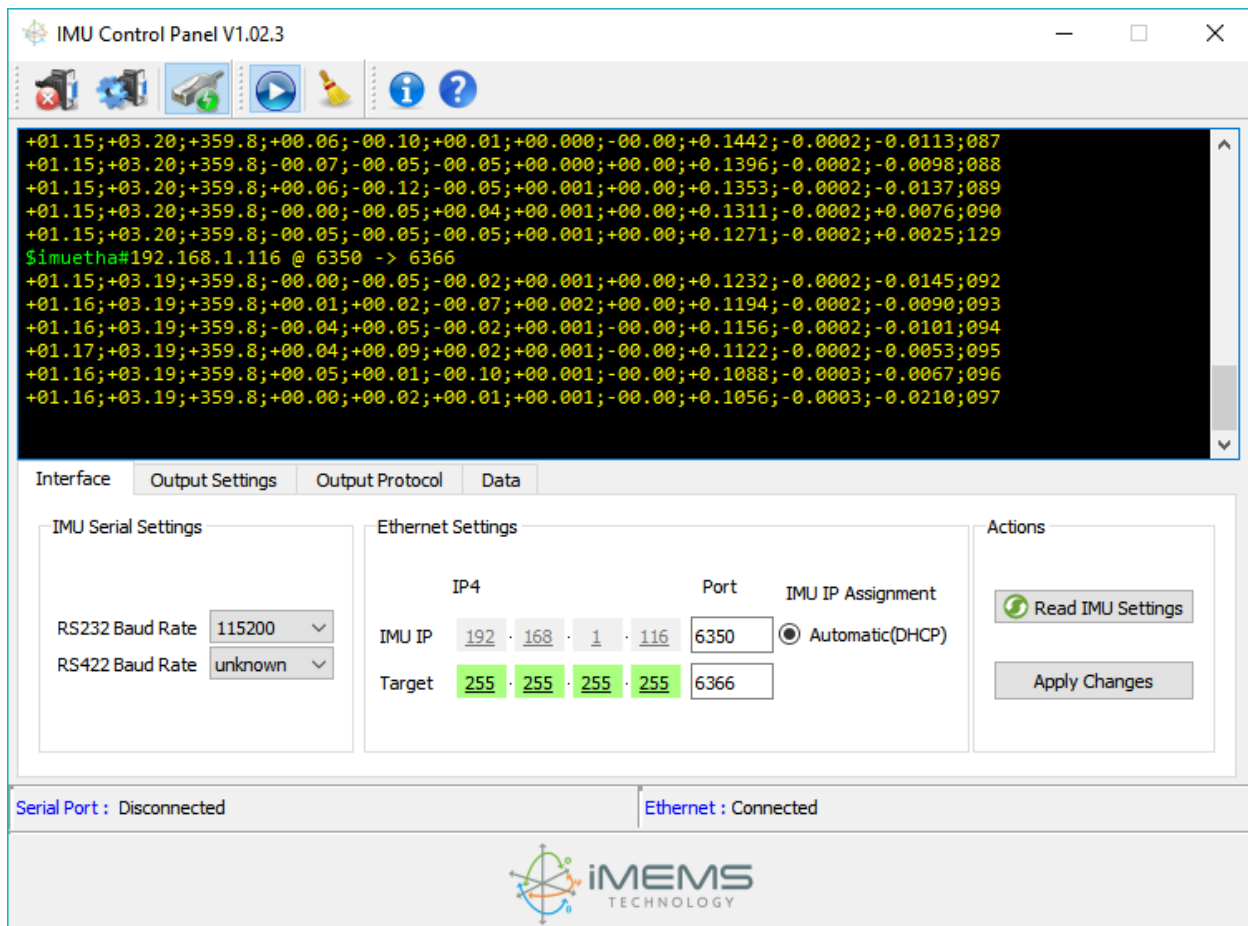 IMU Control Panel V1.02.3
+01.15;+03.20;+359.8;+00.06;-00.10;+00.01;+00.000;-00.00;+0.1442;-0.0002;-0.0113;087
+01.15;+03.20;+359.8;-00.07;-00.05;-00.05;+00.000;+00.00;+0.1396;-0.0002;-0.0098;088
+01.15;+03.20;+359.8;+00.06;-00.12;-00.05;+00.001;+00.00;+0.1353;-0.0002;-0.0137;089
+01.15;+03.20;+359.8;-00.00;-00.05;+00.04;+00.001;+00.00;+0.1311;-0.0002;+0.0076;090
+01.15;+03.20;+359.8;-00.05;-00.05;-00.05;+00.001;+00.00;+0.1271;-0.0002;+0.0025;129
$imuetha#192.168.1.116 @ 6350 -> 6366
+01.15;+03.19;+359.8;-00.00;-00.05;-00.02;+00.001;+00.00;+0.1232;-0.0002;-0.0145;092
+01.16;+03.19;+359.8;+00.01;+00.02;-00.07;+00.002;+00.00;+0.1194;-0.0002;-0.0090;093
+01.16;+03.19;+359.8;-00.04;+00.05;-00.02;+00.001;-00.00;+0.1156;-0.0002;-0.0101;094
+01.17;+03.19;+359.8;+00.04;+00.09;+00.02;+00.001;-00.00;+0.1122;-0.0002;-0.0053;095
+01.16;+03.19;+359.8;+00.05;+00.01;-00.10;+00.001;-00.00;+0.1088;-0.0003;-0.0067;096
+01.16;+03.19;+359.8;+00.00;+00.02;+00.01;+00.001;-00.00;+0.1056;-0.0003;-0.0210;097
Interface Output Settings Output Protocol Data
IMU Serial Settings
RS232 Baud Rate 115200
RS422 Baud Rate unknown
Ethernet Settings
IP4 Port IMU IP Assignment
IMU IP 192 . 168 . 1 . 116 6350 Automatic(DHCP)
Target 255 . 255 . 255 . 255 6366
Actions
Read IMU Settings
Apply Changes
Serial Port : Disconnected
Ethernet : Connected
iMEMS
TECHNOLOGY